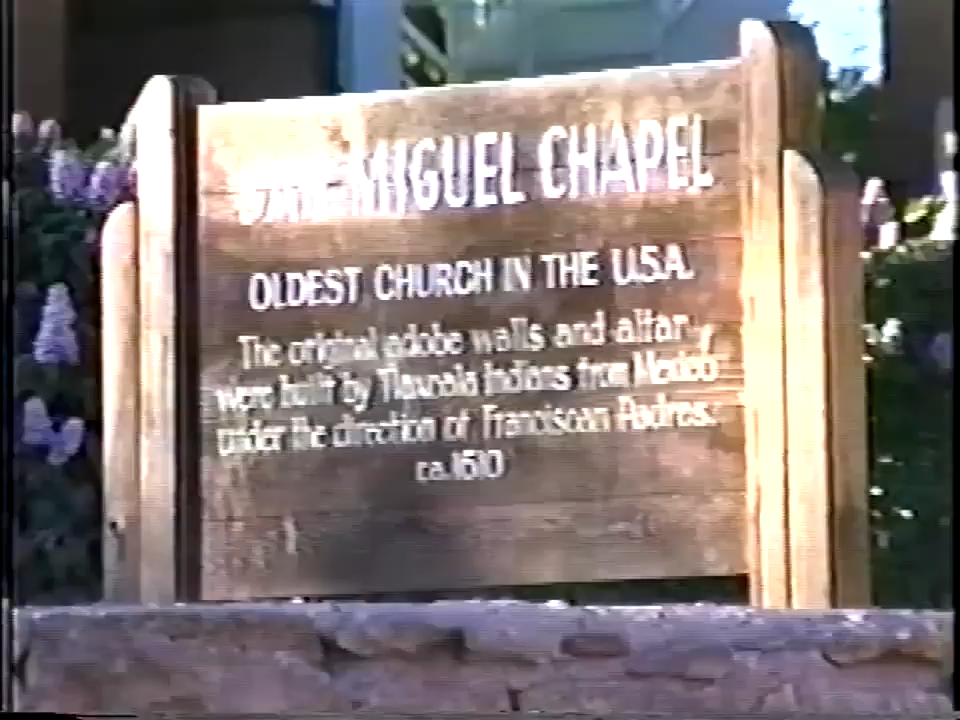 SAN MIGUEL CHAPEL
OLDEST CHURCH IN THE U.S.A.
The original adobe walls and altar
were built by Tlaxcala Indians from Mexico
under the direction of Franciscan Padres.
ca.1610